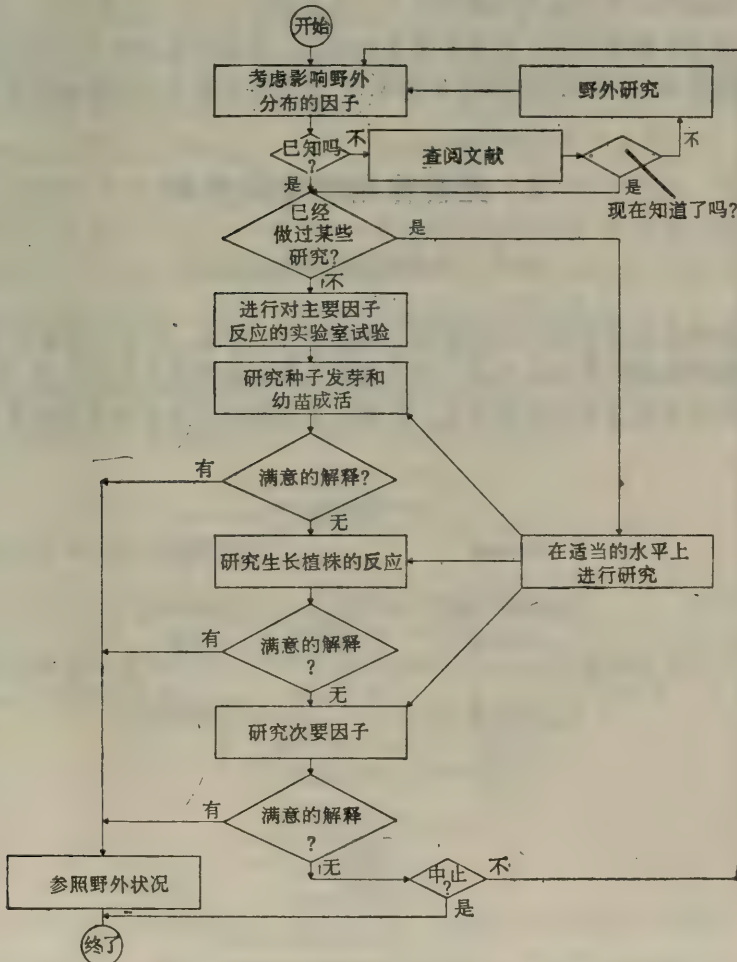 开始
考虑影响野外
分布的因子
野外研究
已知吗
?
不
查阅文献
不
是
是
现在知道了吗?
已经
做过某些
研究?
是
不
进行对主要因子
反应的实验室试验
研究种子发芽和
幼苗成活
有
满意的解释?
无
研究生长植株的反应
在适当的水平上
进行研究
有
满意的解释
?
无
研究次要因子
有
满意的解释
?
无
中止
?
不
是
参照野外状况
终了